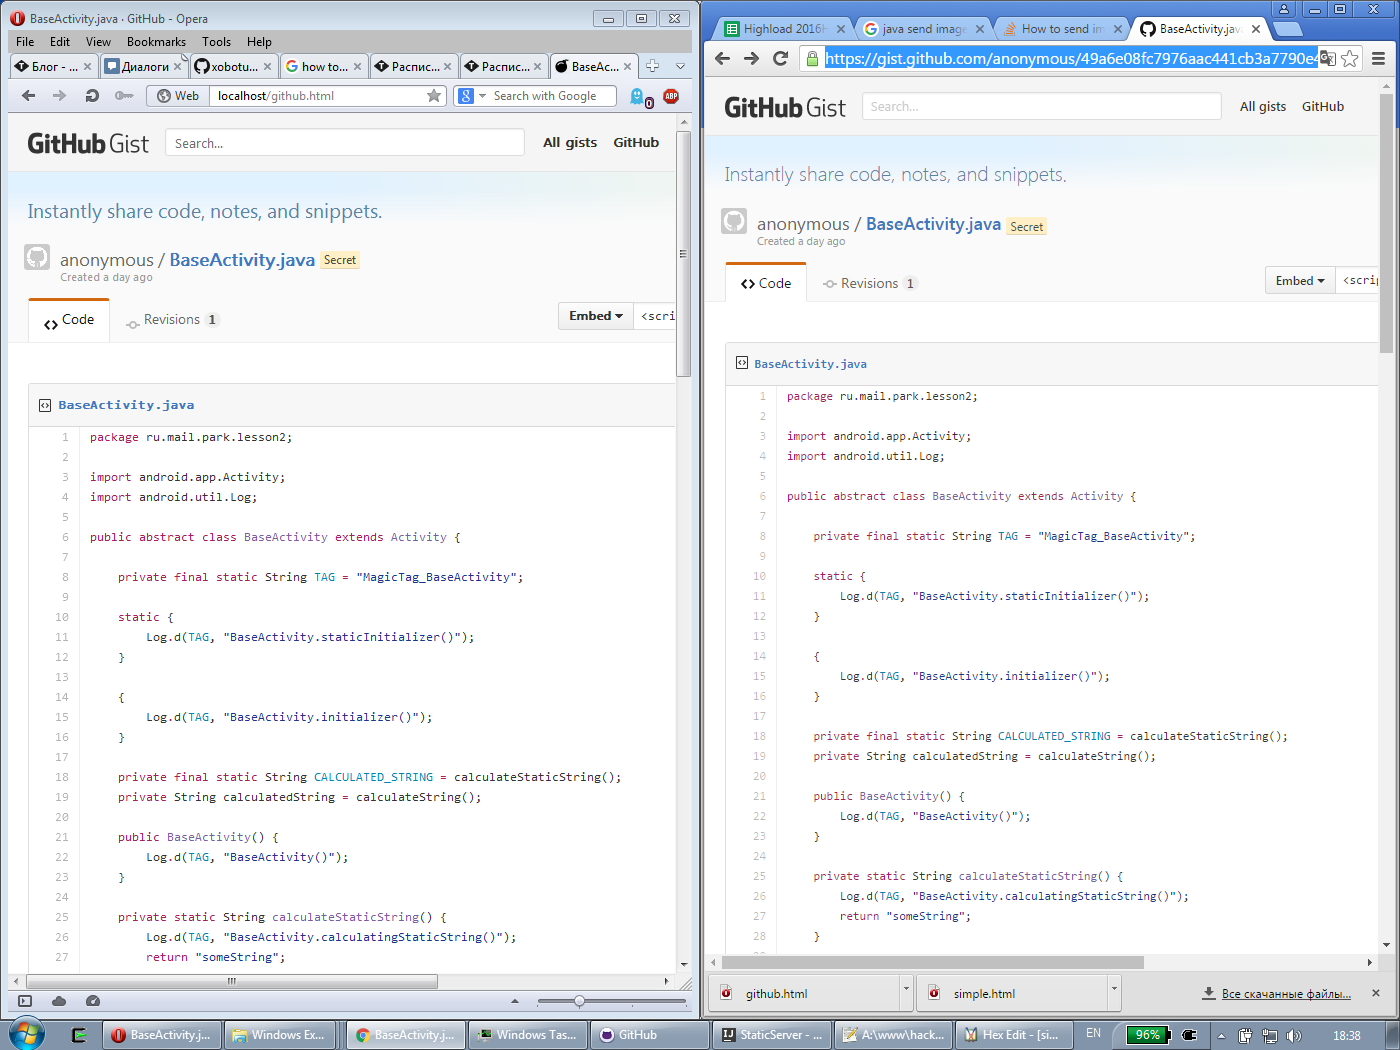 BaseActivity.java · GitHub - Opera
File Edit View Bookmarks Tools Help
Блог - ...
Диалоги
xobotu...
how to...
Распис...
Распис...
BaseAc...
Web
localhost/github.html
Search with Google
0
ABP
GitHub Gist
Search...
All gists
GitHub
Instantly share code, notes, and snippets.
anonymous / BaseActivity.java Secret
Created a day ago
Code
Revisions 1
Embed
<scri
BaseActivity.java
1 package ru.mail.park.lesson2;
2
3 import android.app.Activity;
4 import android.util.Log;
5
6 public abstract class BaseActivity extends Activity {
7
8 private final static String TAG = "MagicTag_BaseActivity";
9
10 static {
11 Log.d(TAG, "BaseActivity.staticInitializer()");
12 }
13
14 {
15 Log.d(TAG, "BaseActivity.initializer()");
16 }
17
18 private final static String CALCULATED_STRING = calculateStaticString();
19 private String calculatedString = calculateString();
20
21 public BaseActivity() {
22 Log.d(TAG, "BaseActivity()");
23 }
24
25 private static String calculateStaticString() {
26 Log.d(TAG, "BaseActivity.calculatingStaticString()");
27 return "someString";
Highload 2016
java send image
How to send im
BaseActivity.java
https://gist.github.com/anonymous/49a6e08fc7976aac441cb3a7790e4
GitHub Gist
Search...
All gists
GitHub
Instantly share code, notes, and snippets.
anonymous / BaseActivity.java Secret
Created a day ago
Code
Revisions 1
Embed
<scrip
BaseActivity.java
1 package ru.mail.park.lesson2;
2
3 import android.app.Activity;
4 import android.util.Log;
5
6 public abstract class BaseActivity extends Activity {
7
8 private final static String TAG = "MagicTag_BaseActivity";
9
10 static {
11 Log.d(TAG, "BaseActivity.staticInitializer()");
12 }
13
14 {
15 Log.d(TAG, "BaseActivity.initializer()");
16 }
17
18 private final static String CALCULATED_STRING = calculateStaticString();
19 private String calculatedString = calculateString();
20
21 public BaseActivity() {
22 Log.d(TAG, "BaseActivity()");
23 }
24
25 private static String calculateStaticString() {
26 Log.d(TAG, "BaseActivity.calculatingStaticString()");
27 return "someString";
28 }
github.html
simple.html
Все скачанные файлы...
BaseActivity.j...
Windows Ex...
BaseActivity.j...
Windows Tas...
GitHub
StaticServer - ...
A:\www\hack...
Hex Edit - [si...
EN
96%
18:38